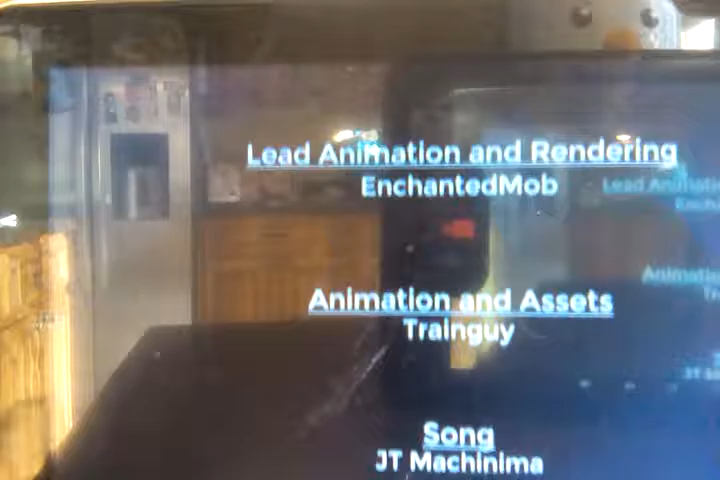 Lead Animation and Rendering
EnchantedMob
Animation and Assets
Trainguy
Song
JT Machinima